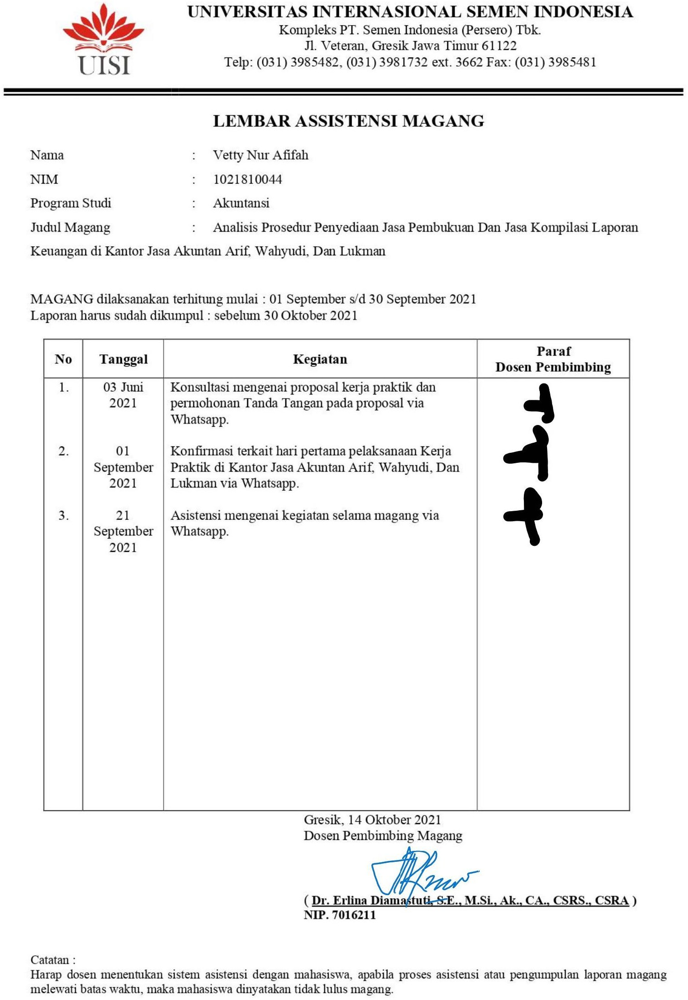 UISI
UNIVERSITAS INTERNASIONAL SEMEN INDONESIA
Kompleks PT. Semen Indonesia (Persero) Tbk.
Jl. Veteran, Gresik Jawa Timur 61122
Telp: (031) 3985482, (031) 3981732 ext. 3662 Fax: (031) 3985481
LEMBAR ASSISTENSI MAGANG
Nama : Vetty Nur Afifah
NIM : 1021810044
Program Studi : Akuntansi
Judul Magang : Analisis Prosedur Penyediaan Jasa Pembukuan Dan Jasa Kompilasi Laporan
Keuangan di Kantor Jasa Akuntan Arif, Wahyudi, Dan Lukman
MAGANG dilaksanakan terhitung mulai : 01 September s/d 30 September 2021
Laporan harus sudah dikumpul : sebelum 30 Oktober 2021
No Tanggal Kegiatan Paraf
Dosen Pembimbing
1. 03 Juni Konsultasi mengenai proposal kerja praktik dan
2021 permohonan Tanda Tangan pada proposal via
Whatsapp.
2. 01 Konfirmasi terkait hari pertama pelaksanaan Kerja
September Praktik di Kantor Jasa Akuntan Arif, Wahyudi, Dan
2021 Lukman via Whatsapp.
3. 21 Asistensi mengenai kegiatan selama magang via
September Whatsapp.
2021
Gresik, 14 Oktober 2021
Dosen Pembimbing Magang
( Dr. Erlina Diamastuti, S.E., M.Si., Ak., CA., CSRS., CSRA )
NIP. 7016211
Catatan :
Harap dosen menentukan sistem asistensi dengan mahasiswa, apabila proses asistensi atau pengumpulan laporan magang
melewati batas waktu, maka mahasiswa dinyatakan tidak lulus magang.